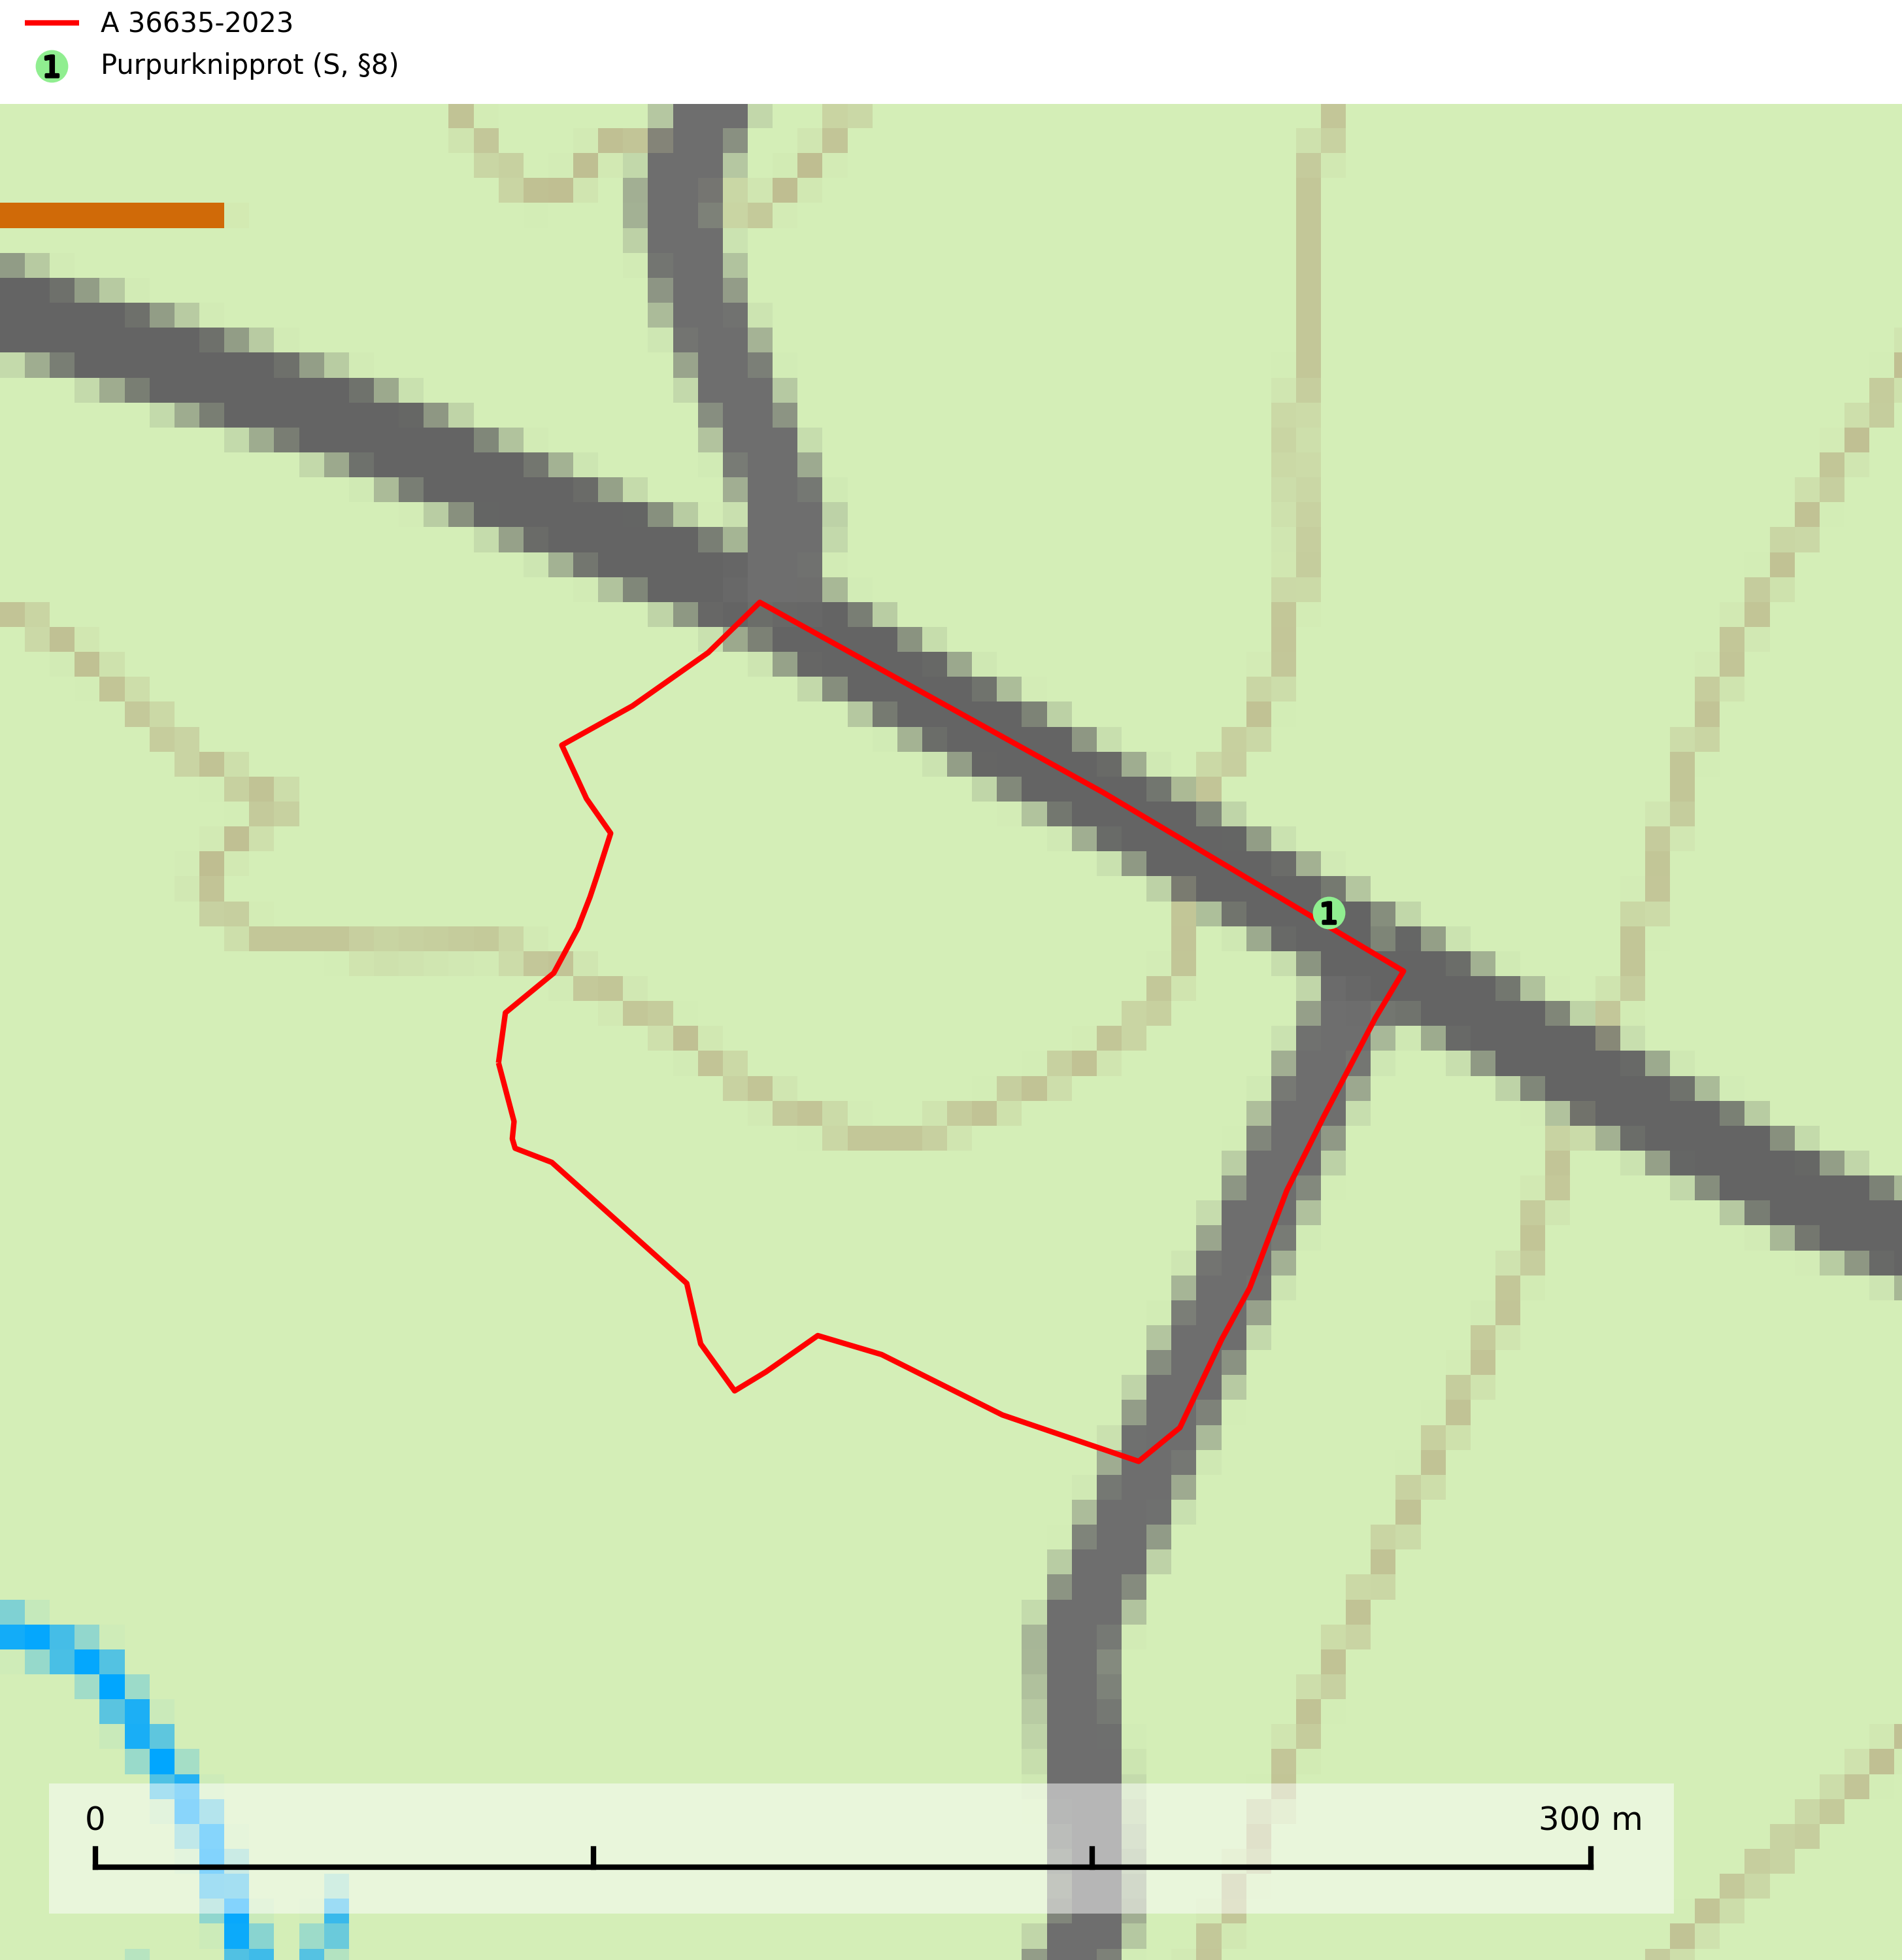 A 36635-2023
1 Purpurknipprot (S, §8)
1
0 300 m